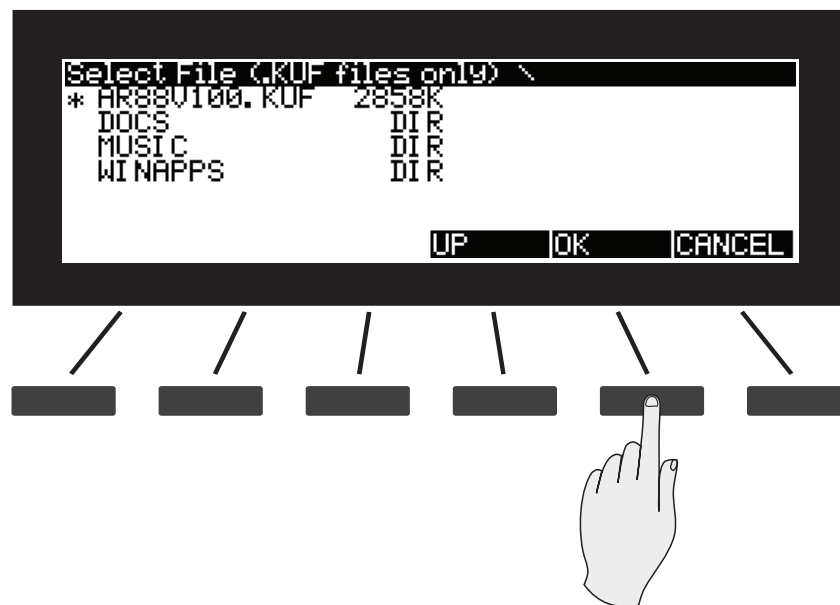 Select File (.KUF files only) \
* AR88V100.KUF 2858K
DOCS DIR
MUSIC DIR
WINAPPS DIR
UP OK CANCEL